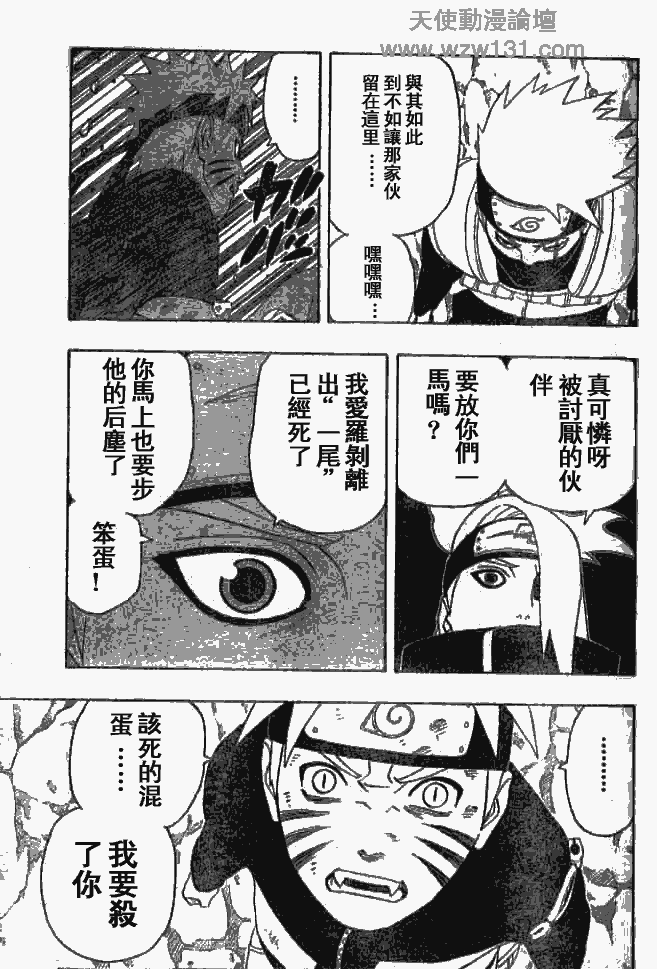 天使動漫論壇
www.wzw131.com
與其如此
到不如讓那家伙
留在這里
……
嘿嘿嘿…
………
ガガ
真可憐呀
被討厭的伙
伴
要放你們一
馬嗎？
我愛羅剝離
出“一尾”
已經死了
你馬上也要步
他的后塵了
笨蛋！
………
該死的混
蛋……
我要殺
了你